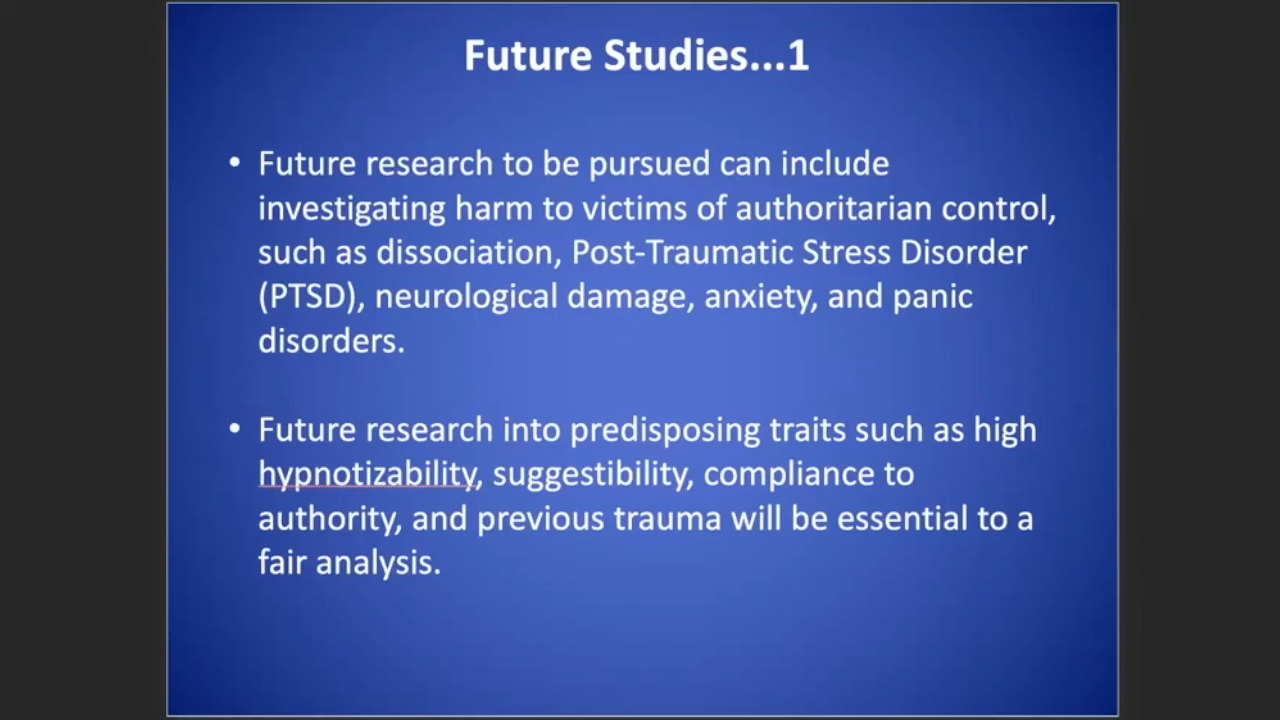 Future Studies...1
• Future research to be pursued can include
investigating harm to victims of authoritarian control,
such as dissociation, Post-Traumatic Stress Disorder
(PTSD), neurological damage, anxiety, and panic
disorders.
• Future research into predisposing traits such as high
hypnotizability, suggestibility, compliance to
authority, and previous trauma will be essential to a
fair analysis.